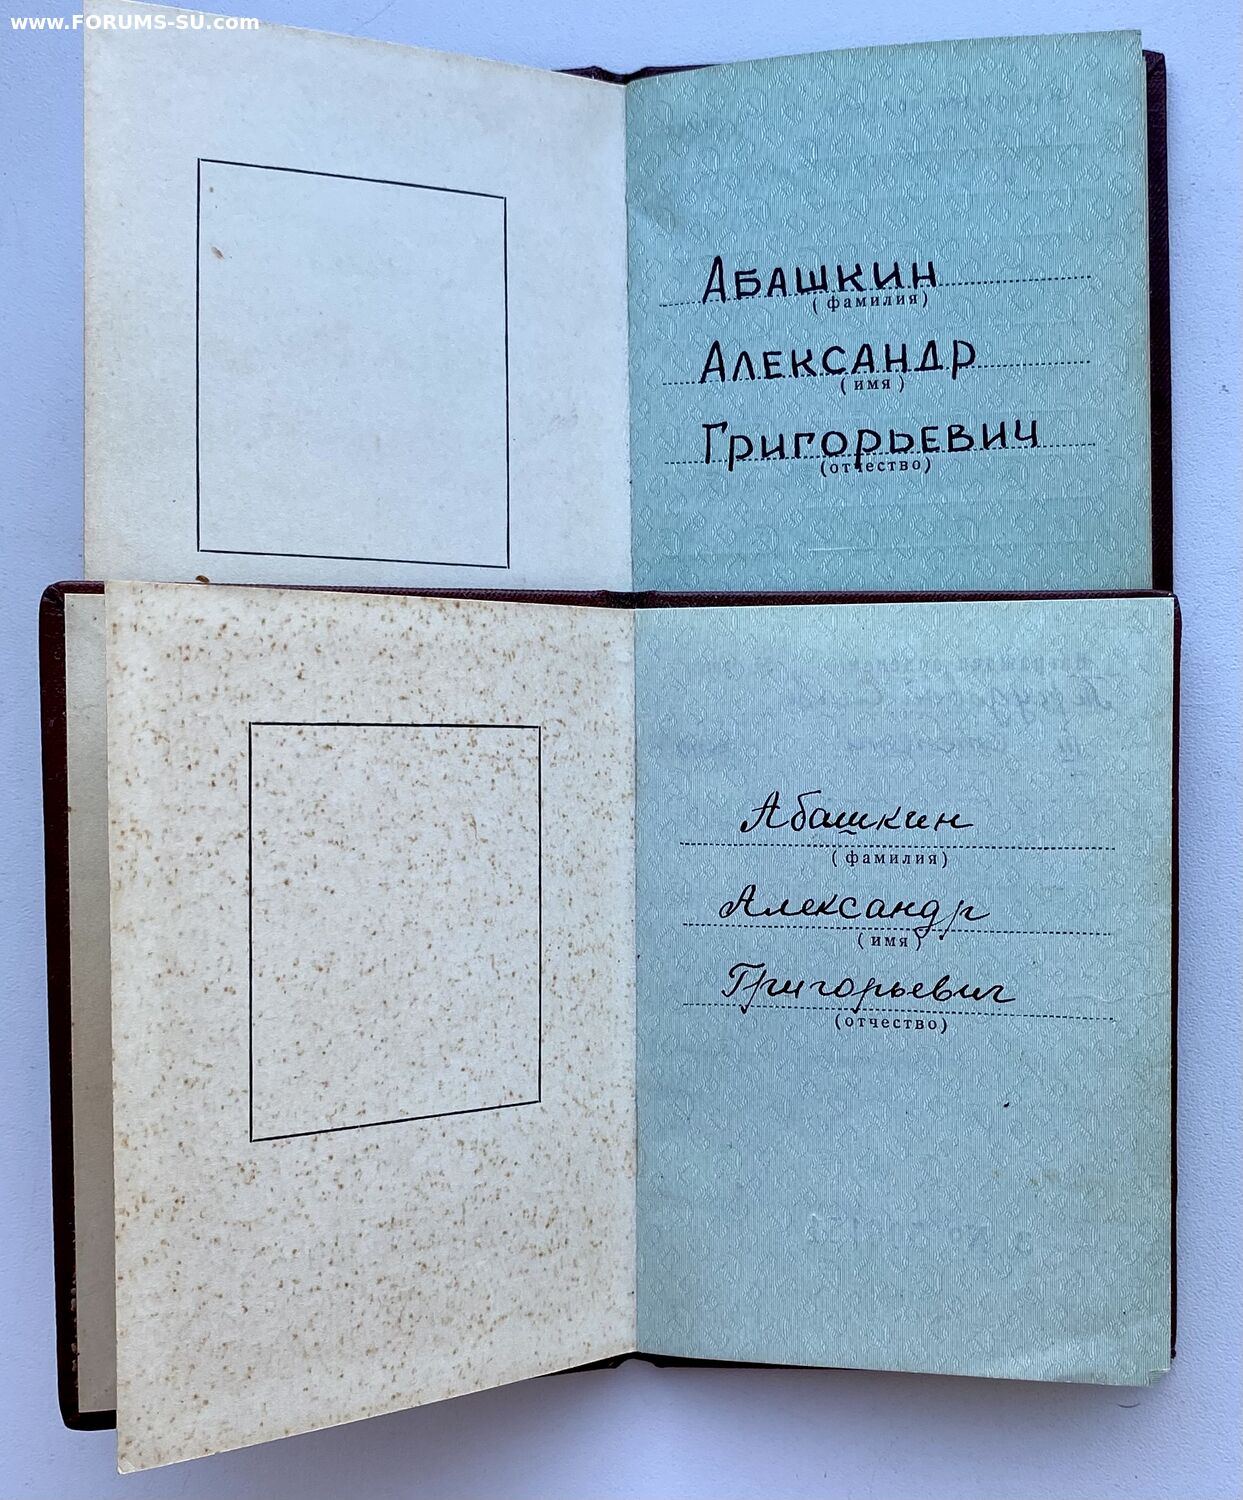 www.FORUMS-SU.com
АБАШКИН
(фамилия)
АЛЕКСАНДР
(имя)
ГРИГОРЬЕВИЧ
(отчество)
Абашкин
(фамилия)
Александр
(имя)
Григорьевич
(отчество)